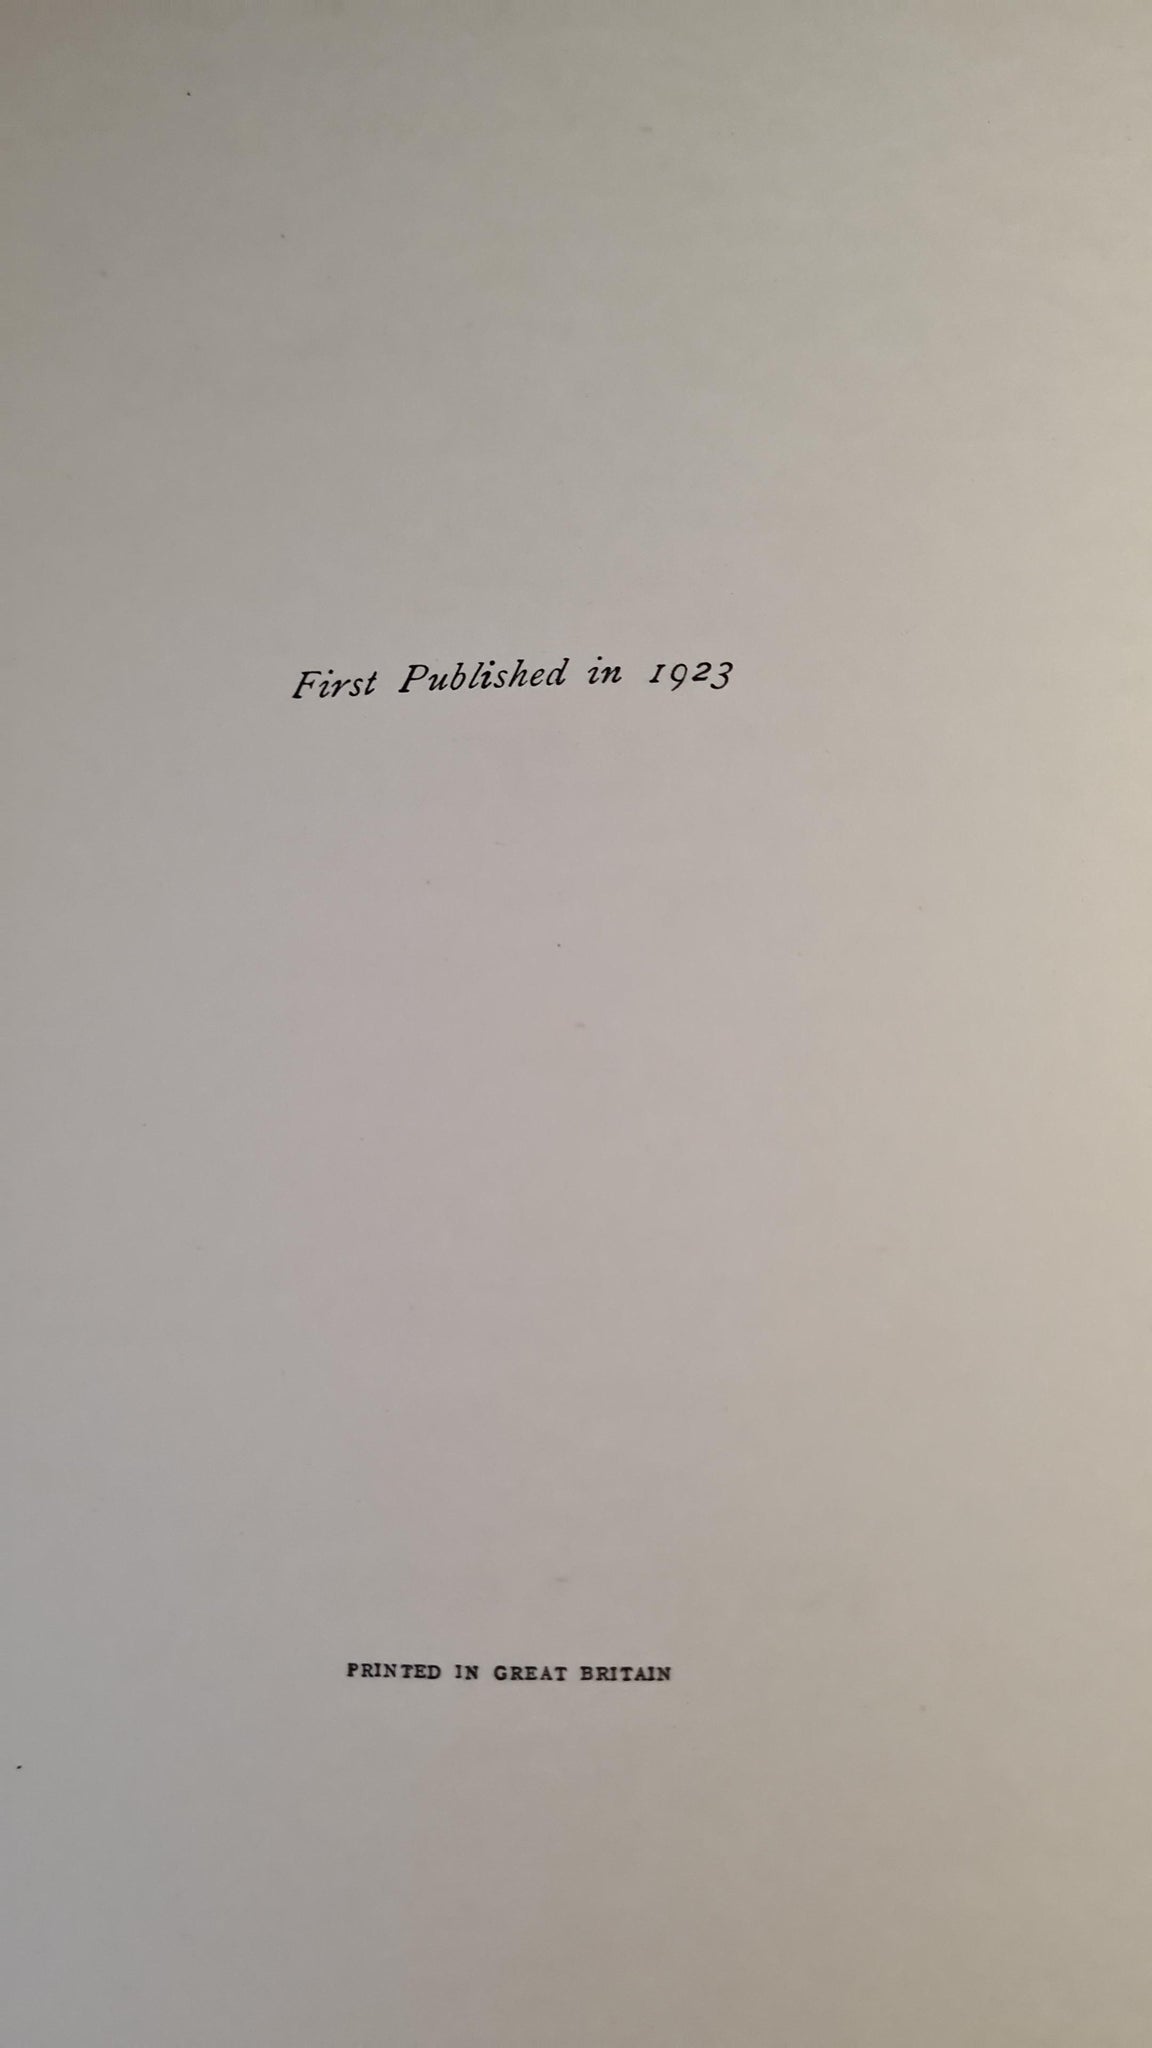 First Published in 1923
PRINTED IN GREAT BRITAIN